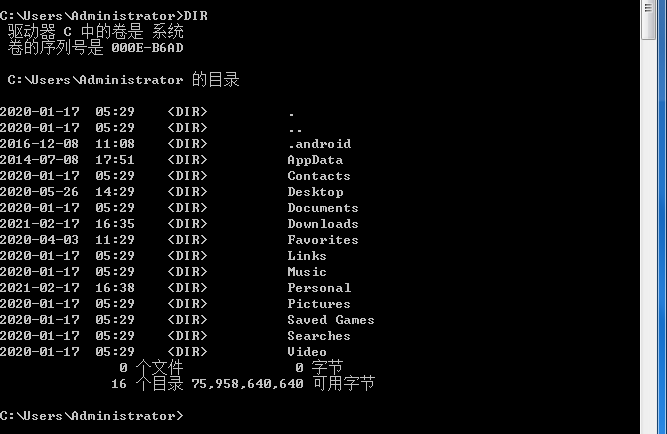 C:\Users\Administrator>DIR
驱动器 C 中的卷是 系统
卷的序列号是 000E-B6AD
C:\Users\Administrator 的目录
2020-01-17  05:29    <DIR>          .
2020-01-17  05:29    <DIR>          ..
2016-12-08  11:08    <DIR>          .android
2014-07-08  17:51    <DIR>          AppData
2020-01-17  05:29    <DIR>          Contacts
2020-05-26  14:29    <DIR>          Desktop
2020-01-17  05:29    <DIR>          Documents
2021-02-17  16:35    <DIR>          Downloads
2020-04-03  11:29    <DIR>          Favorites
2020-01-17  05:29    <DIR>          Links
2020-01-17  05:29    <DIR>          Music
2021-02-17  16:38    <DIR>          Personal
2020-01-17  05:29    <DIR>          Pictures
2020-01-17  05:29    <DIR>          Saved Games
2020-01-17  05:29    <DIR>          Searches
2020-01-17  05:29    <DIR>          Video
0 个文件              0 字节
16 个目录 75,958,640,640 可用字节
C:\Users\Administrator>